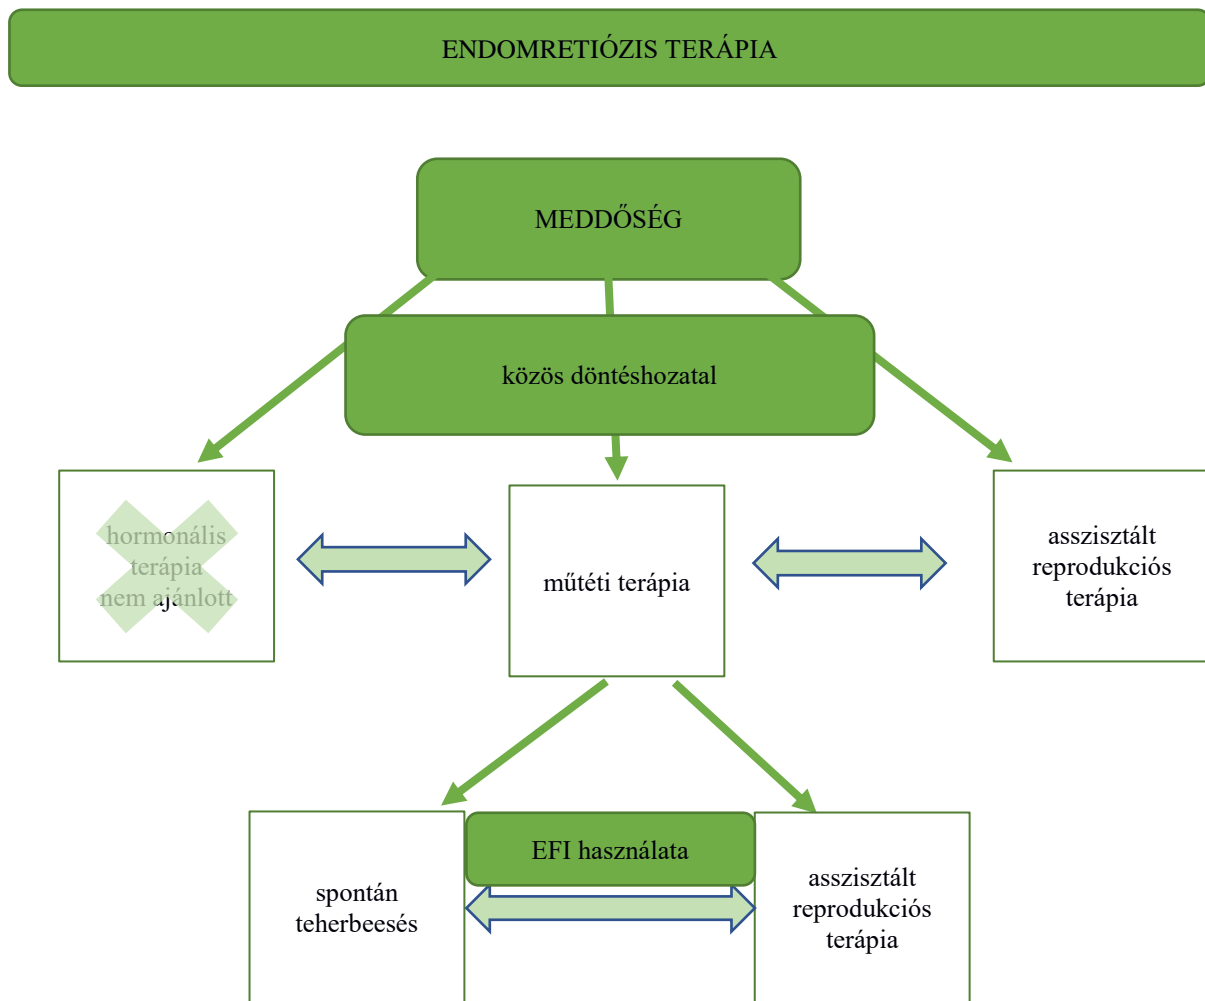 ENDOMRETIÓZIS TERÁPIA
MEDDŐSÉG
közös döntéshozatal
hormonális
terápia
nem ajánlott
műtéti terápia
asszisztált
reprodukciós
terápia
EFI használata
spontán
teherbeesés
asszisztált
reprodukciós
terápia